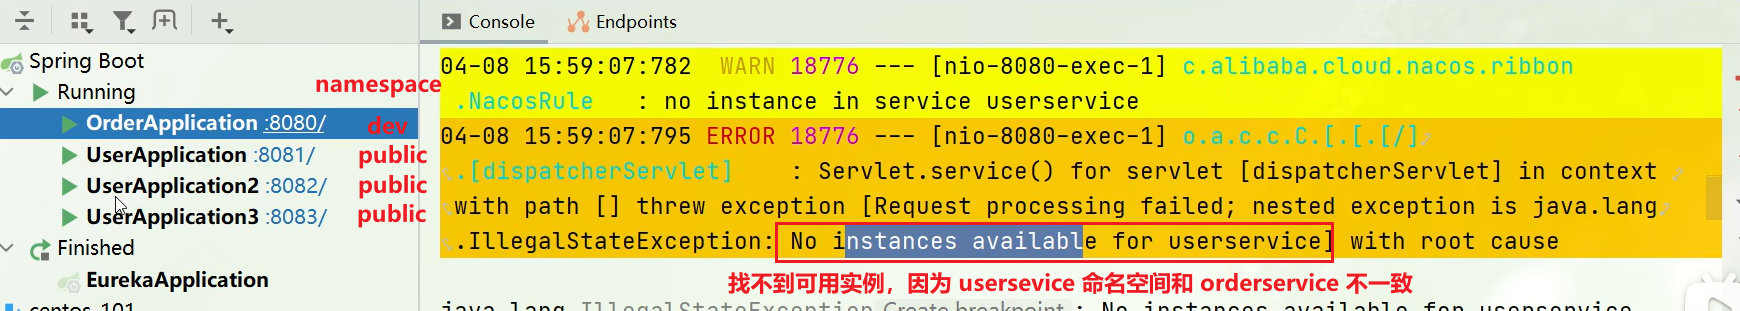 Console
Endpoints
Spring Boot
Running
namespace
OrderApplication :8080/
dev
UserApplication :8081/
public
UserApplication2 :8082/
public
UserApplication3 :8083/
public
Finished
EurekaApplication
centos-101
04-08 15:59:07:782  WARN 18776 --- [nio-8080-exec-1] c.alibaba.cloud.nacos.ribbon
.NacosRule   : no instance in service userservice
04-08 15:59:07:795 ERROR 18776 --- [nio-8080-exec-1] o.a.c.c.C.[.[.[/]
.[dispatcherServlet]    : Servlet.service() for servlet [dispatcherServlet] in context
with path [] threw exception [Request processing failed; nested exception is java.lang
.IllegalStateException: No instances available for userservice] with root cause
找不到可用实例，因为 usersevice 命名空间和 orderservice 不一致
java.lang.IllegalStateException Create breakpoint : No instances available for userservice